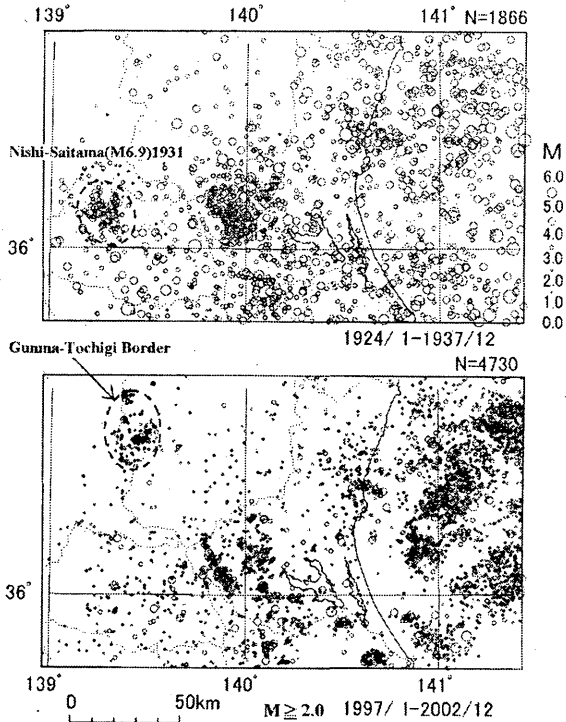 139° 140° 141° N=1866
Nishi-Saitama(M6.9)1931
M
6.0
5.0
4.0
3.0
2.0
1.0
0.0
36°
1924/ 1-1937/12
Gunma-Tochigi Border
N=4730
36°
139° 140° 141°
0 50km
M≧2.0 1997/ 1-2002/12